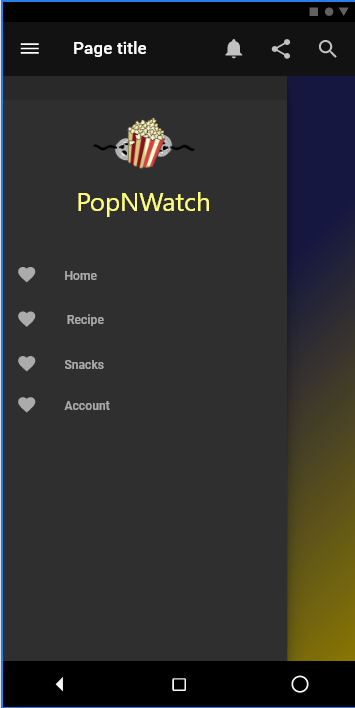 Page title
PopNWatch
Home
Recipe
Snacks
Account